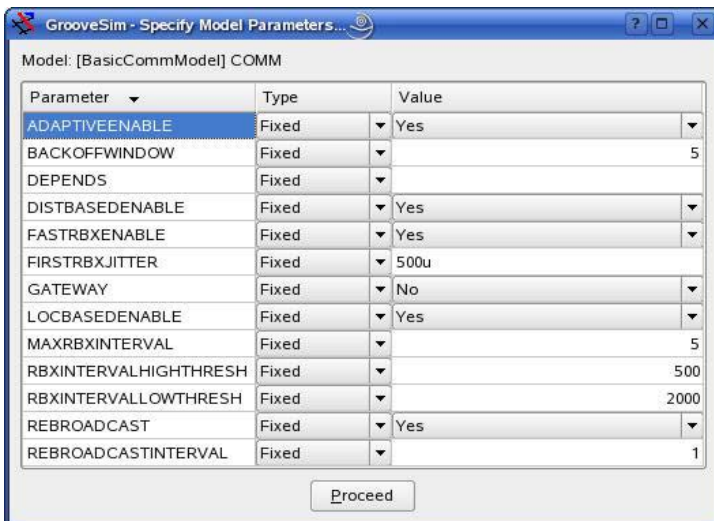 GrooveSim - Specify Model Parameters...
Model: [BasicCommModel] COMM
Parameter Type Value
ADAPTIVEENABLE Fixed Yes
BACKOFFWINDOW Fixed 5
DEPENDS Fixed
DISTBASEDENABLE Fixed Yes
FASTRBXENABLE Fixed Yes
FIRSTRBXJITTER Fixed 500u
GATEWAY Fixed No
LOCBASEDENABLE Fixed Yes
MAXRBXINTERVAL Fixed 5
RBXINTERVALHIGHTHRESH Fixed 500
RBXINTERVALLOWTHRESH Fixed 2000
REBROADCAST Fixed Yes
REBROADCASTINTERVAL Fixed 1
Proceed